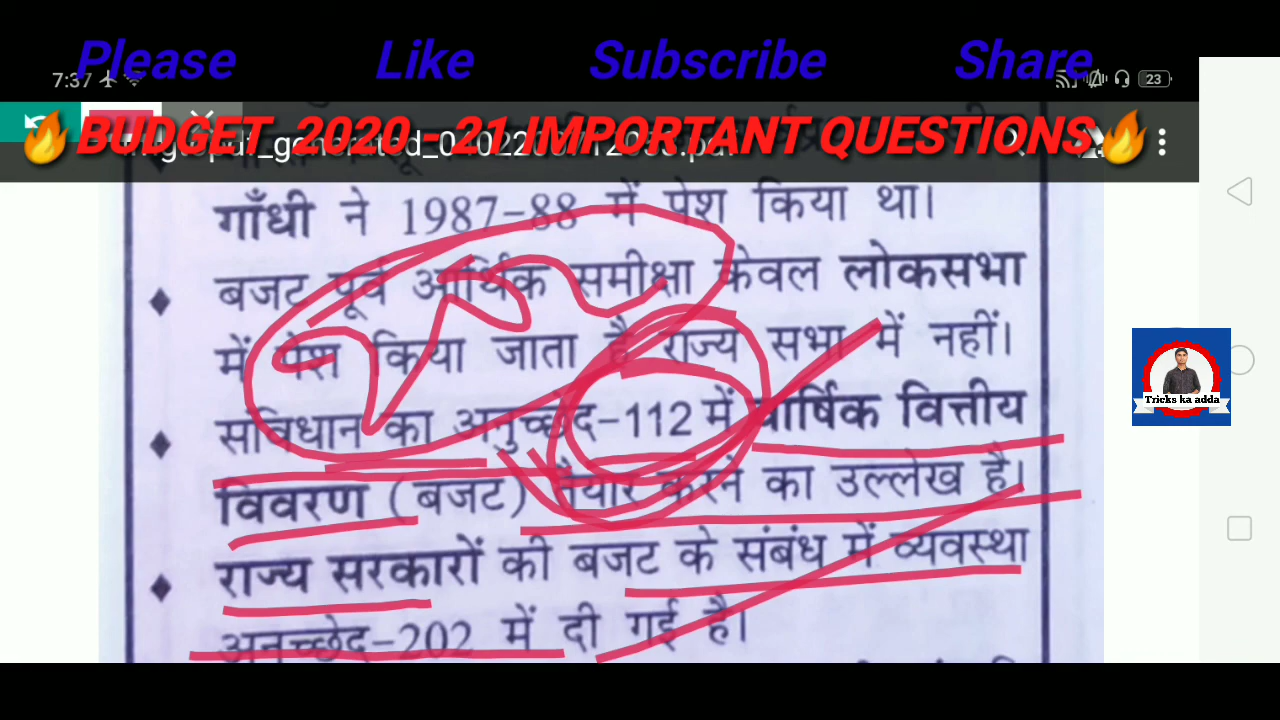 Please Like Subscribe Share
7:37 23
BUDGET 2020-21 IMPORTANT QUESTIONS
गाँधी ने 1987-88 में पेश किया था।
बजट पूर्व आर्थिक समीक्षा केवल लोकसभा
में पेश किया जाता है राज्य सभा में नहीं।
संविधान का अनुच्छेद-112 में वार्षिक वित्तीय
विवरण (बजट) तैयार करने का उल्लेख है।
राज्य सरकारों की बजट के संबंध में व्यवस्था
अनुच्छेद-202 में दी गई है।
Tricks ka adda